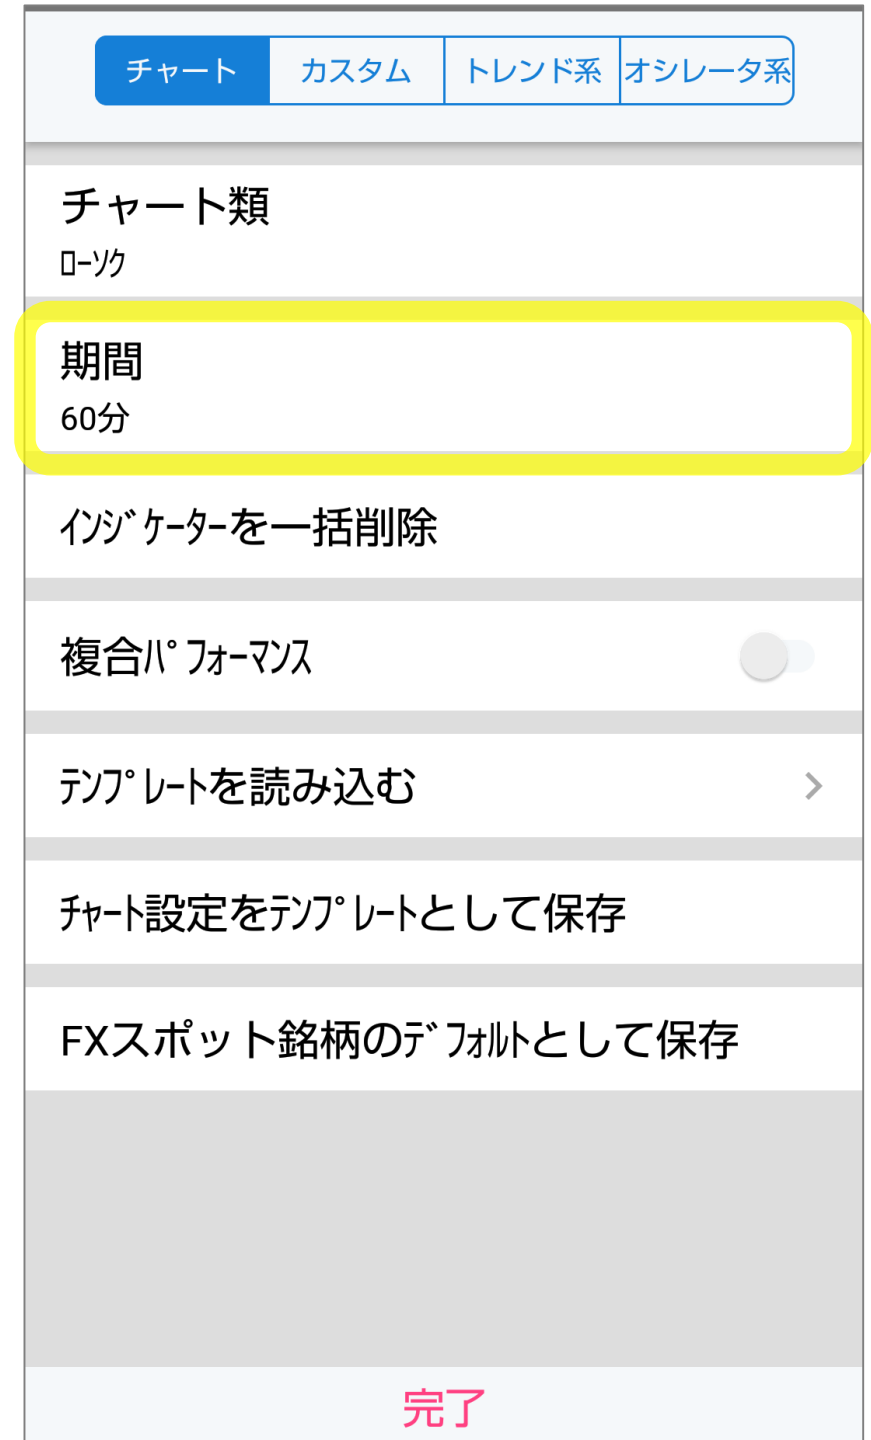 チャート
カスタム
トレンド系
オシレータ系
チャート類
ﾛｰｿｸ
期間
60分
ｲﾝｼﾞｹｰﾀｰを一括削除
複合ﾊﾟﾌｫｰﾏﾝｽ
ﾃﾝﾌﾟﾚｰﾄを読み込む
ﾁｬｰﾄ設定をﾃﾝﾌﾟﾚｰﾄとして保存
FXスポット銘柄のﾃﾞﾌｫﾙﾄとして保存
完了